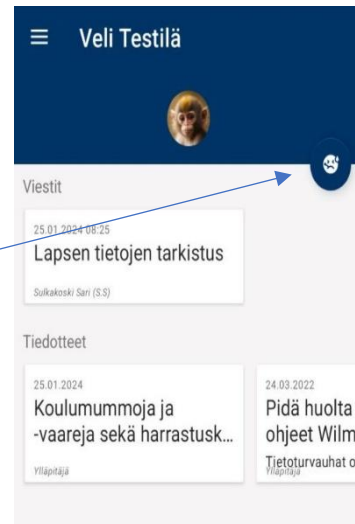 Veli Testilä
Viestit
25.01.2024 08:25
Lapsen tietojen tarkistus
Sulkakoski Sari (S.S)
Tiedotteet
25.01.2024
Koulumummoja ja
-vaareja sekä harrastusk...
Ylläpitäjä
24.03.2022
Pidä huolta
ohjeet Wilm
Tietoturvauhat o
Ylläpitäjä